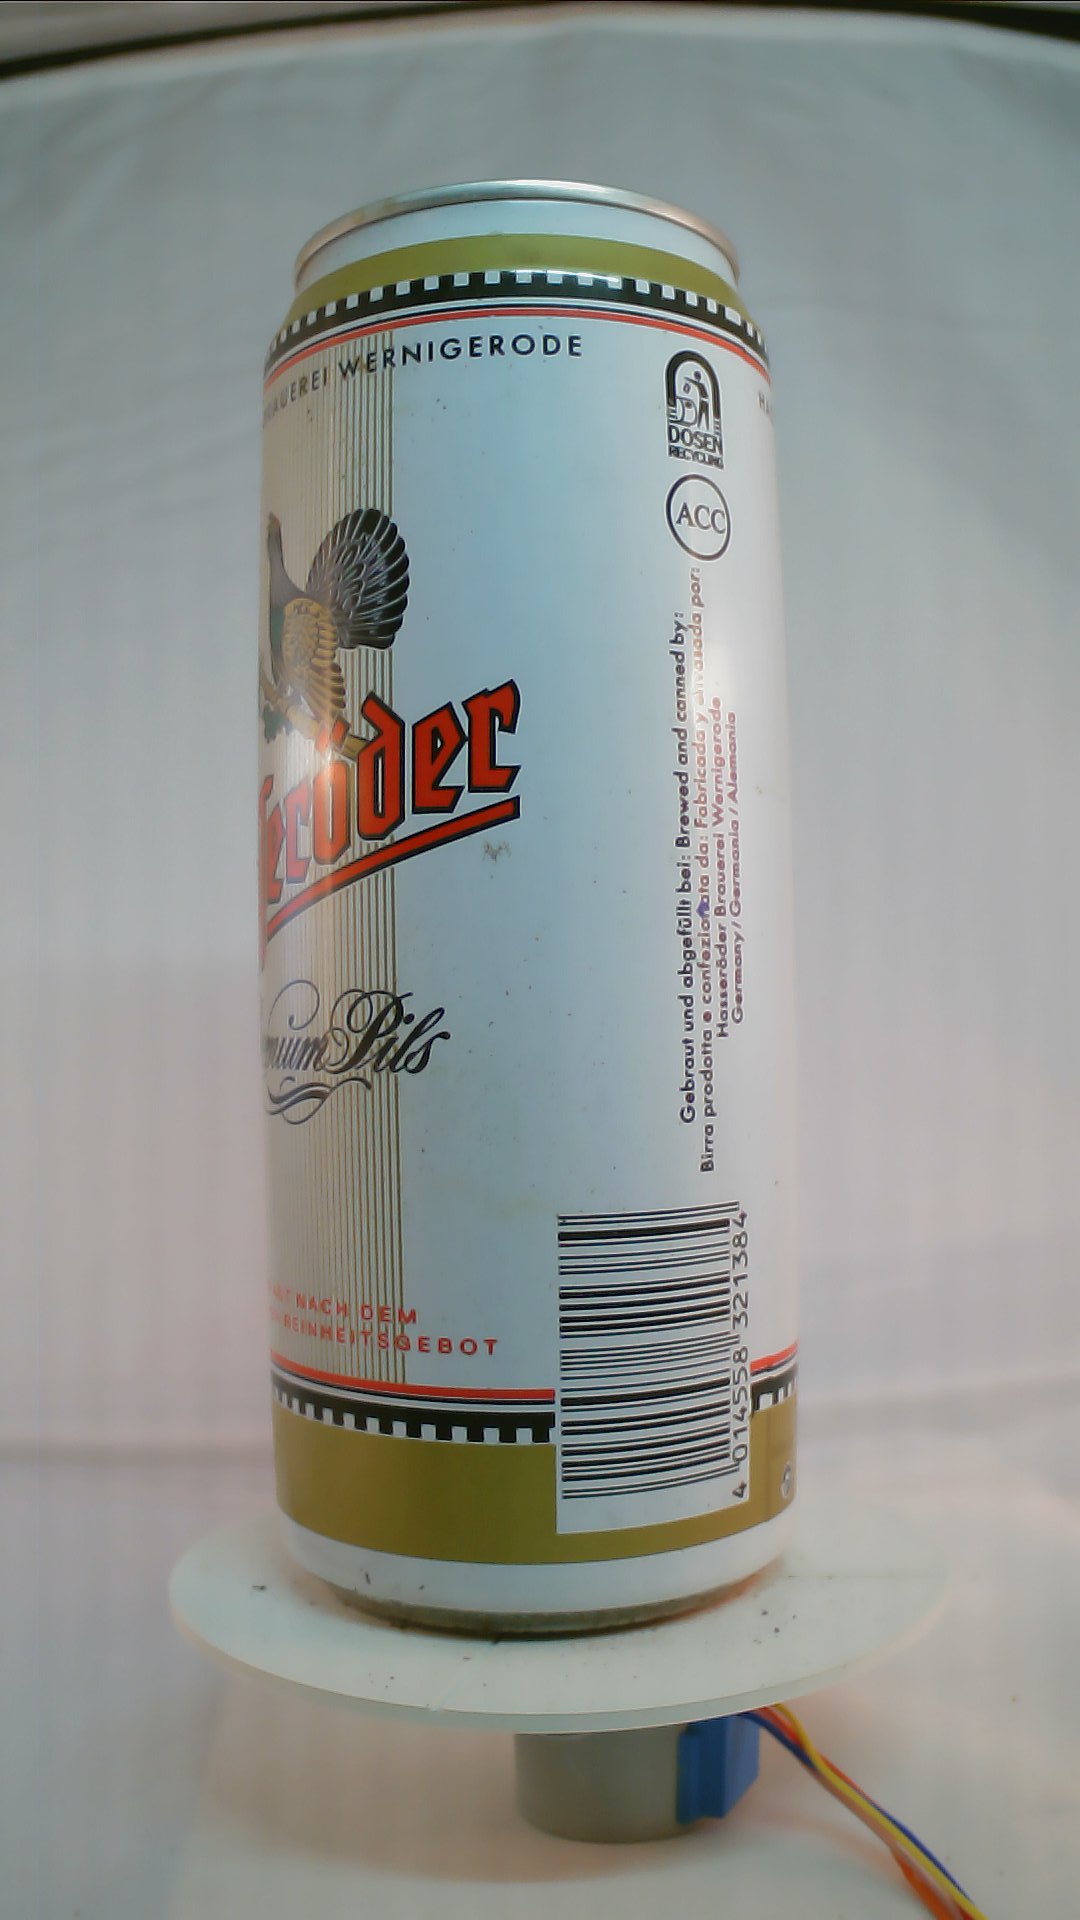 BRAUEREI WERNIGERODE
DOSEN
RECYCLING
ACC
Gebraut und abgefüllt bei: Brewed and canned by:
Birra prodotta e confezionata da: Fabricada y envasada por:
Hasseröder Brauerei Wernigerode
Germany / Germania / Alemania
eröder
Pils
NACH DEM
REINHEITSGEBOT
4 014558 321384